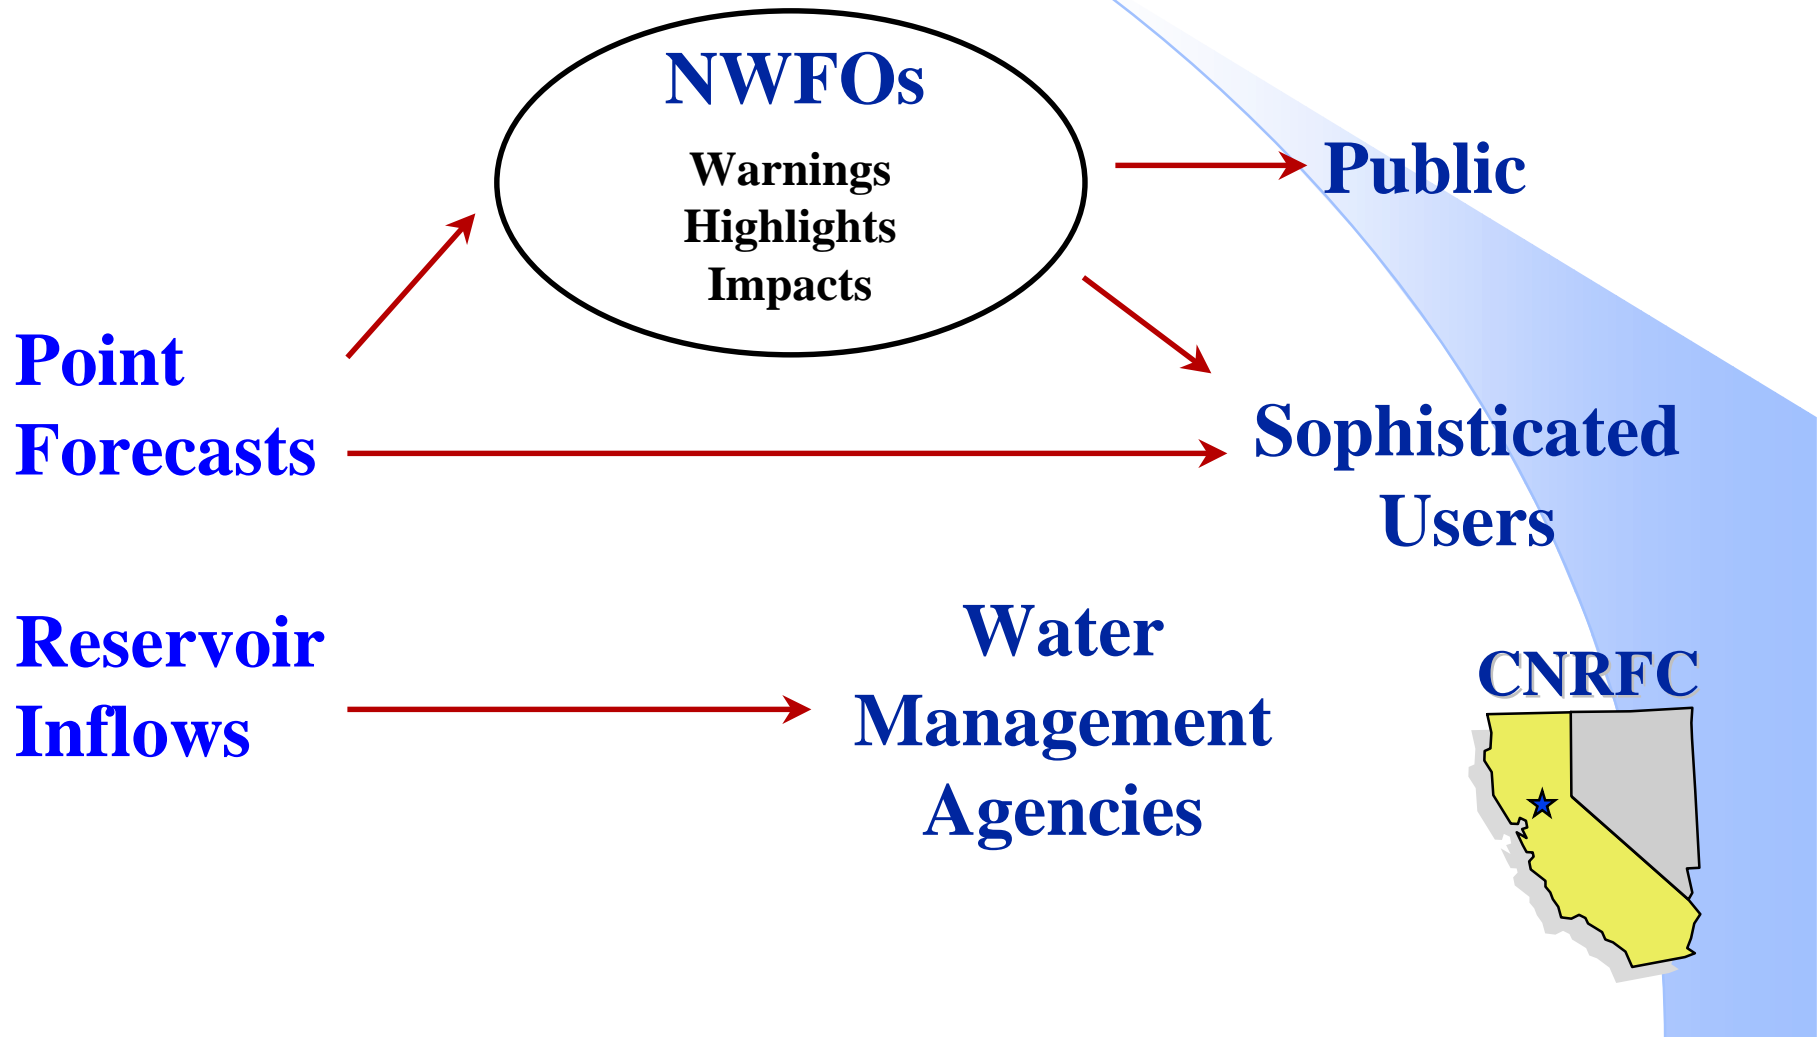 NWFOs
Warnings
Highlights
Impacts
Public
Point
Forecasts
Sophisticated
Users
Reservoir
Inflows
Water
Management
Agencies
CNRFC